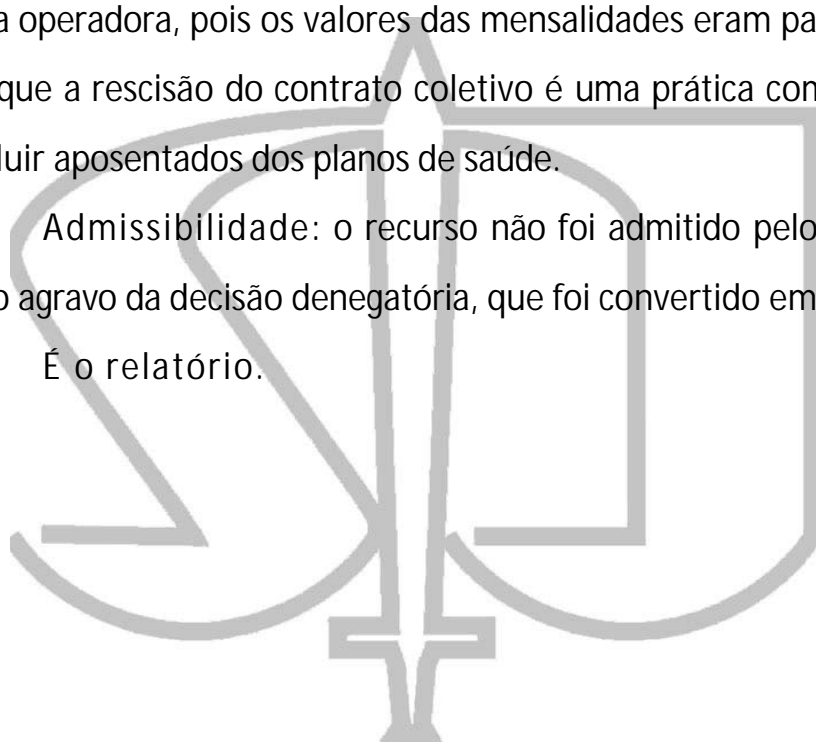 a operadora, pois os valores das mensalidades eram pa
que a rescisão do contrato coletivo é uma prática com
luir aposentados dos planos de saúde.
Admissibilidade: o recurso não foi admitido pelo
o agravo da decisão denegatória, que foi convertido em
É o relatório.